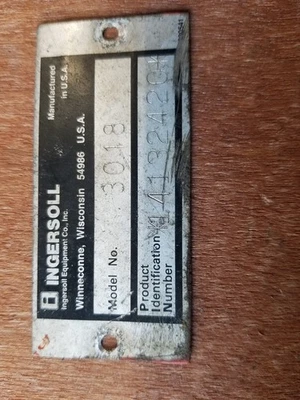 INGERSOLL
Manufactured
Ingersoll Equipment Co., Inc.
in U.S.A.
Winneconne, Wisconsin 54986 U.S.A.
Model No.
3018
Product
Identification
Number